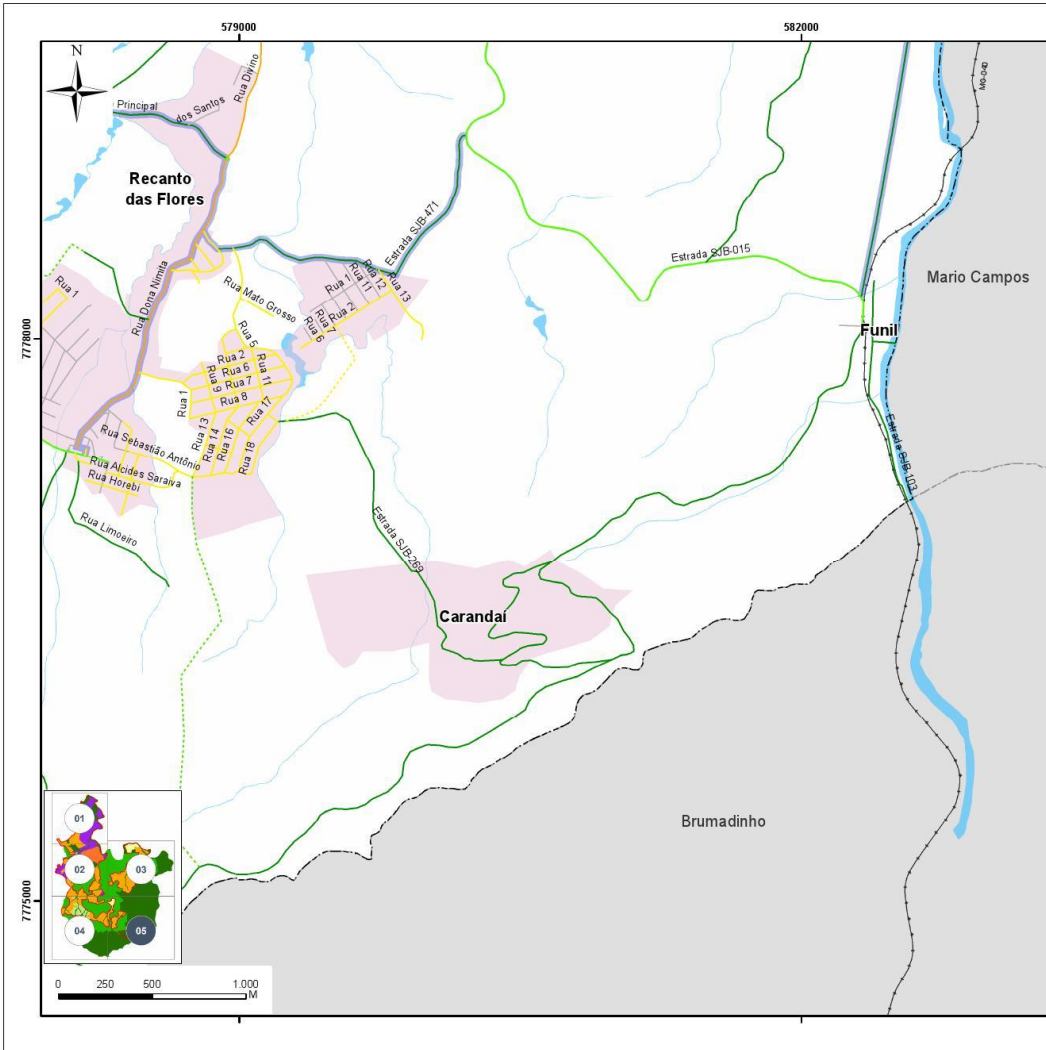 579000
582000
N
MG-040
Principal
dos Santos
Rua Divino
Recanto
das Flores
Estrada SJB-471
Estrada SJB-015
Mario Campos
Rua Dona Nimita
Rua 1
Rua Mato Grosso
Rua 1
Rua 11
Rua 12
Rua 13
Rua 2
Rua 7
Rua 6
7778000
Funil
Rua 5
Rua 2
Rua 6
Rua 7
Rua 8
Rua 9
Rua 11
Rua 1
Rua 17
Rua 13
Rua 14
Rua 16
Rua 18
Rua Sebastião Antônio
Rua Alcides Saraiva
Rua Horebi
Rua Limoeiro
Estrada SJB-103
Estrada SJB-269
Carandaí
Brumadinho
01
02
03
04
05
7775000
0 250 500 1.000
M